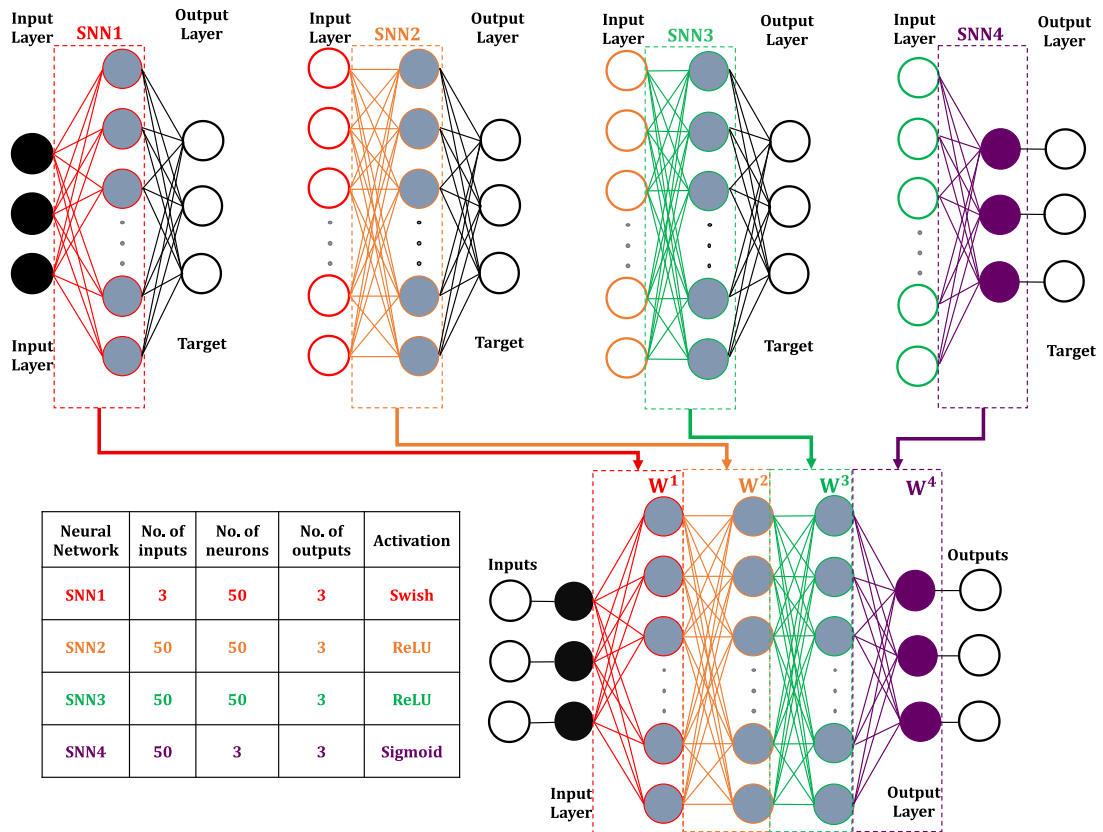 Input
Layer
SNN1
Output
Layer
Input
Layer
SNN2
Output
Layer
Input
Layer
SNN3
Output
Layer
Input
Layer
SNN4
Output
Layer
Input
Layer
Target
Target
Target
Target
W¹
W²
W³
W⁴
Inputs
Outputs
Input
Layer
Output
Layer
Neural
Network
No. of
inputs
No. of
neurons
No. of
outputs
Activation
SNN1 3 50 3 Swish
SNN2 50 50 3 ReLU
SNN3 50 50 3 ReLU
SNN4 50 3 3 Sigmoid